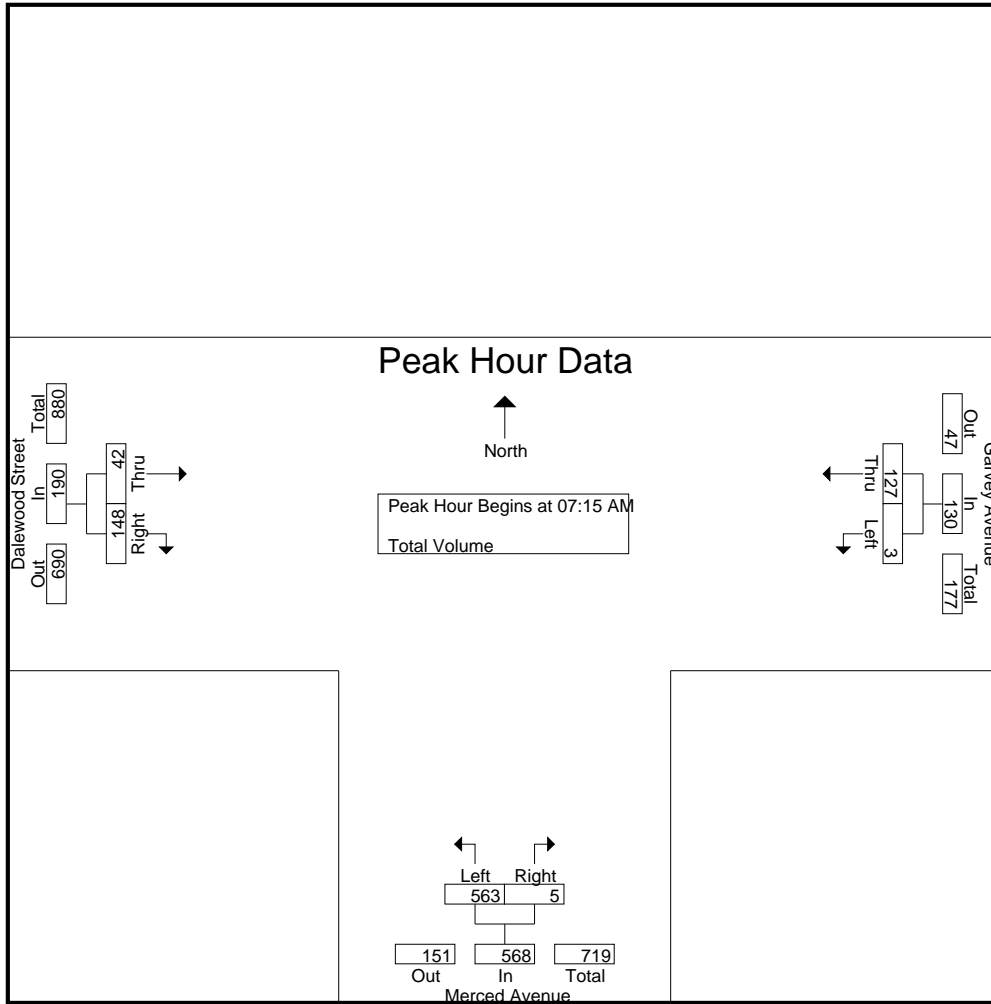 Peak Hour Data
North
Peak Hour Begins at 07:15 AM
Total Volume
Dalewood Street
Out In Total
690 190 880
148 42
Right Thru
Garvey Avenue
Out In Total
47 130 177
127 3
Thru Left
Left Right
563 5
151 568 719
Out In Total
Merced Avenue